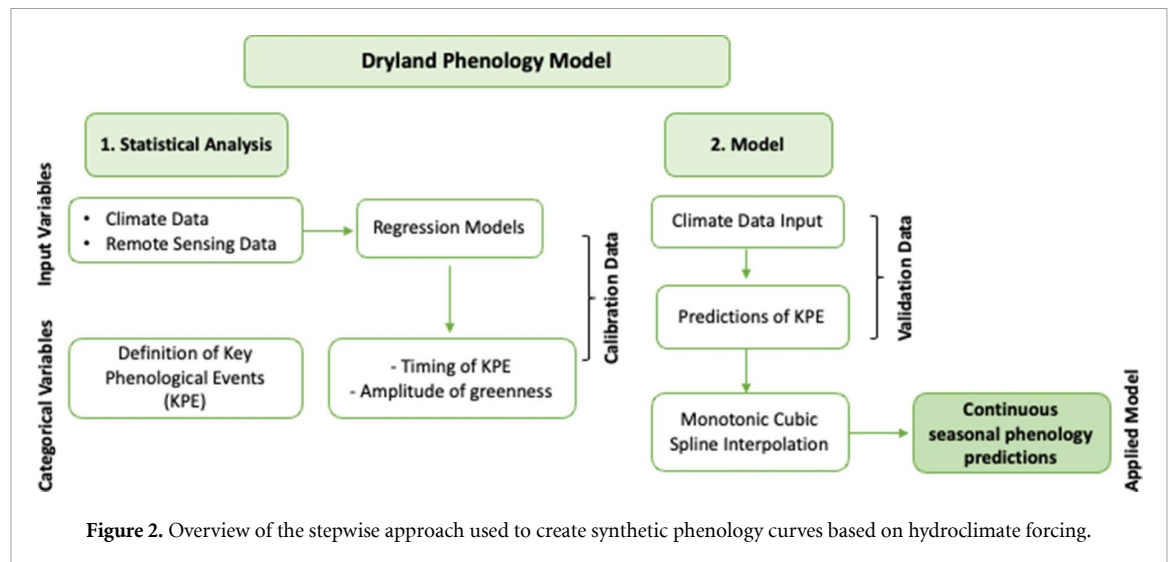 Dryland Phenology Model
1. Statistical Analysis
2. Model
Input Variables
• Climate Data
• Remote Sensing Data
Regression Models
Calibration Data
Climate Data Input
Validation Data
Predictions of KPE
Categorical Variables
Definition of Key
Phenological Events
(KPE)
- Timing of KPE
- Amplitude of greenness
Monotonic Cubic
Spline Interpolation
Continuous
seasonal phenology
predictions
Applied Model
Figure 2. Overview of the stepwise approach used to create synthetic phenology curves based on hydroclimate forcing.